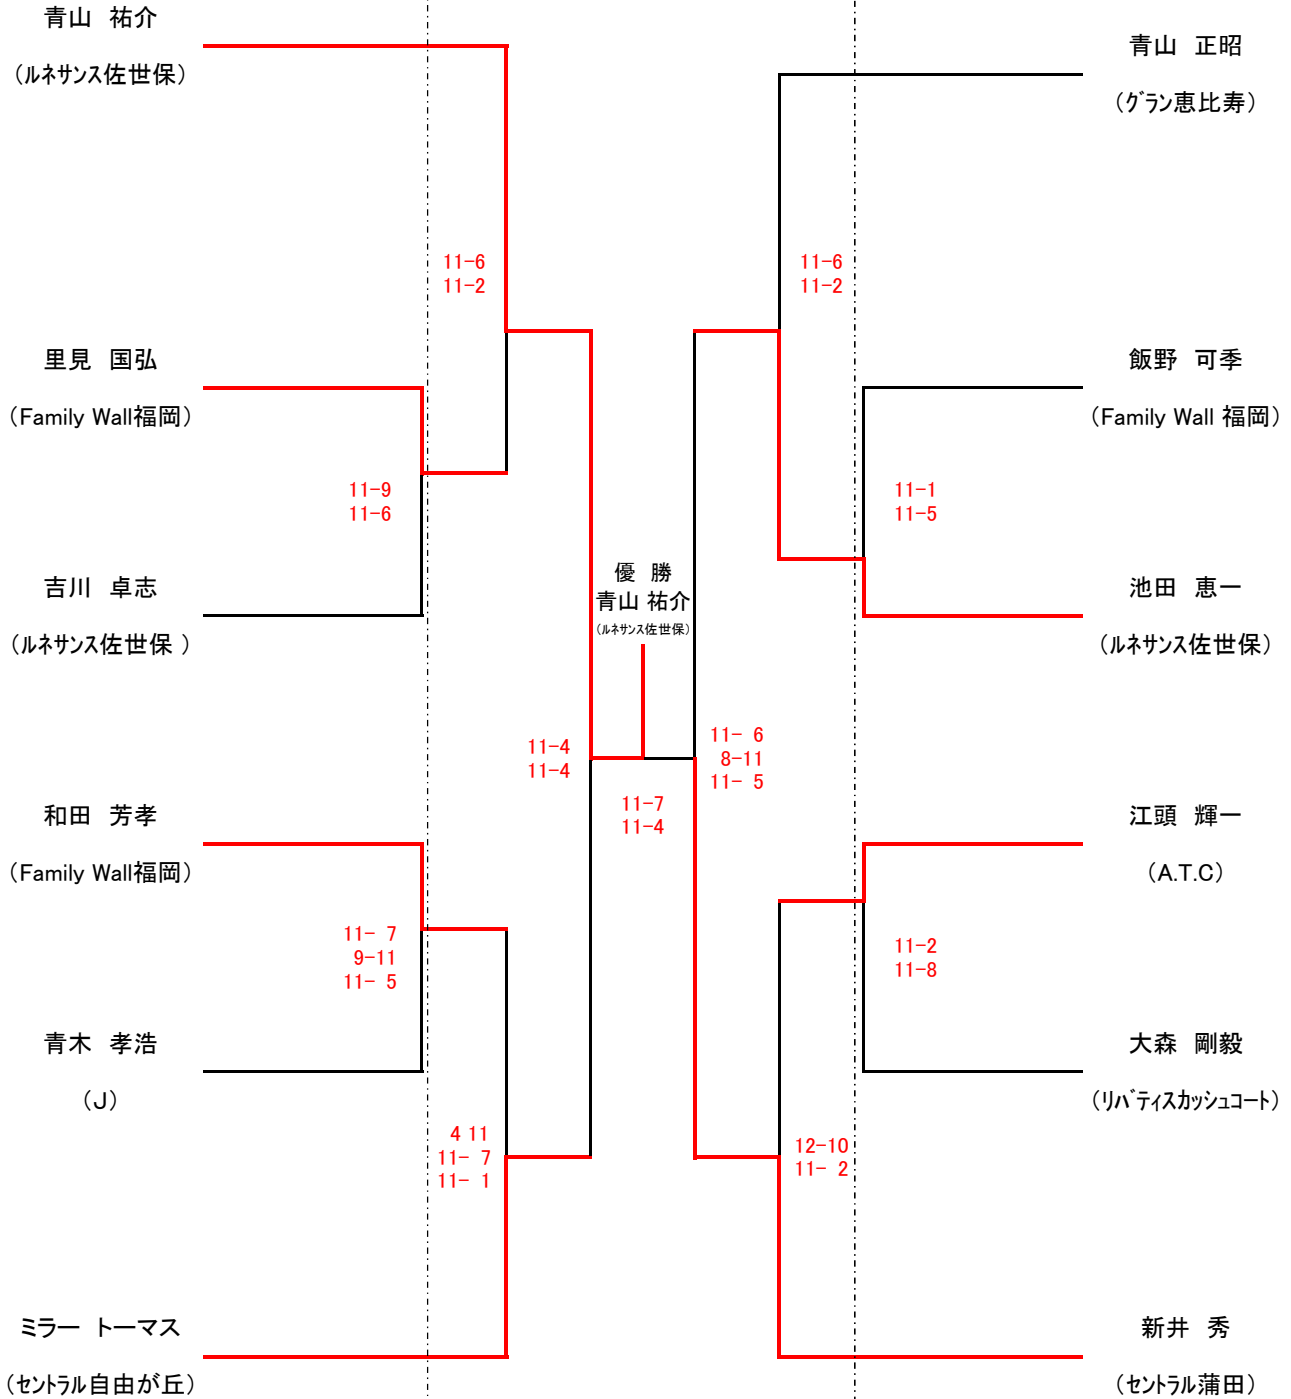 青山　祐介
（ルネサンス佐世保）
里見　国弘
（Family Wall福岡）
吉川　卓志
（ルネサンス佐世保 ）
和田　芳孝
（Family Wall福岡）
青木　孝浩
（J）
ミラー　トーマス
（セントラル自由が丘）
11-6
11-2
11-9
11-6
11- 7
9-11
11- 5
4 11
11- 7
11- 1
11-4
11-4
優　勝
青山 祐介
（ルネサンス佐世保）
11-7
11-4
11- 6
8-11
11- 5
11-6
11-2
11-1
11-5
11-2
11-8
12-10
11- 2
青山　正昭
（グラン恵比寿）
飯野　可季
（Family Wall 福岡）
池田　恵一
（ルネサンス佐世保）
江頭　輝一
（A.T.C）
大森　剛毅
（リバティスカッシュコート）
新井　秀
（セントラル蒲田）